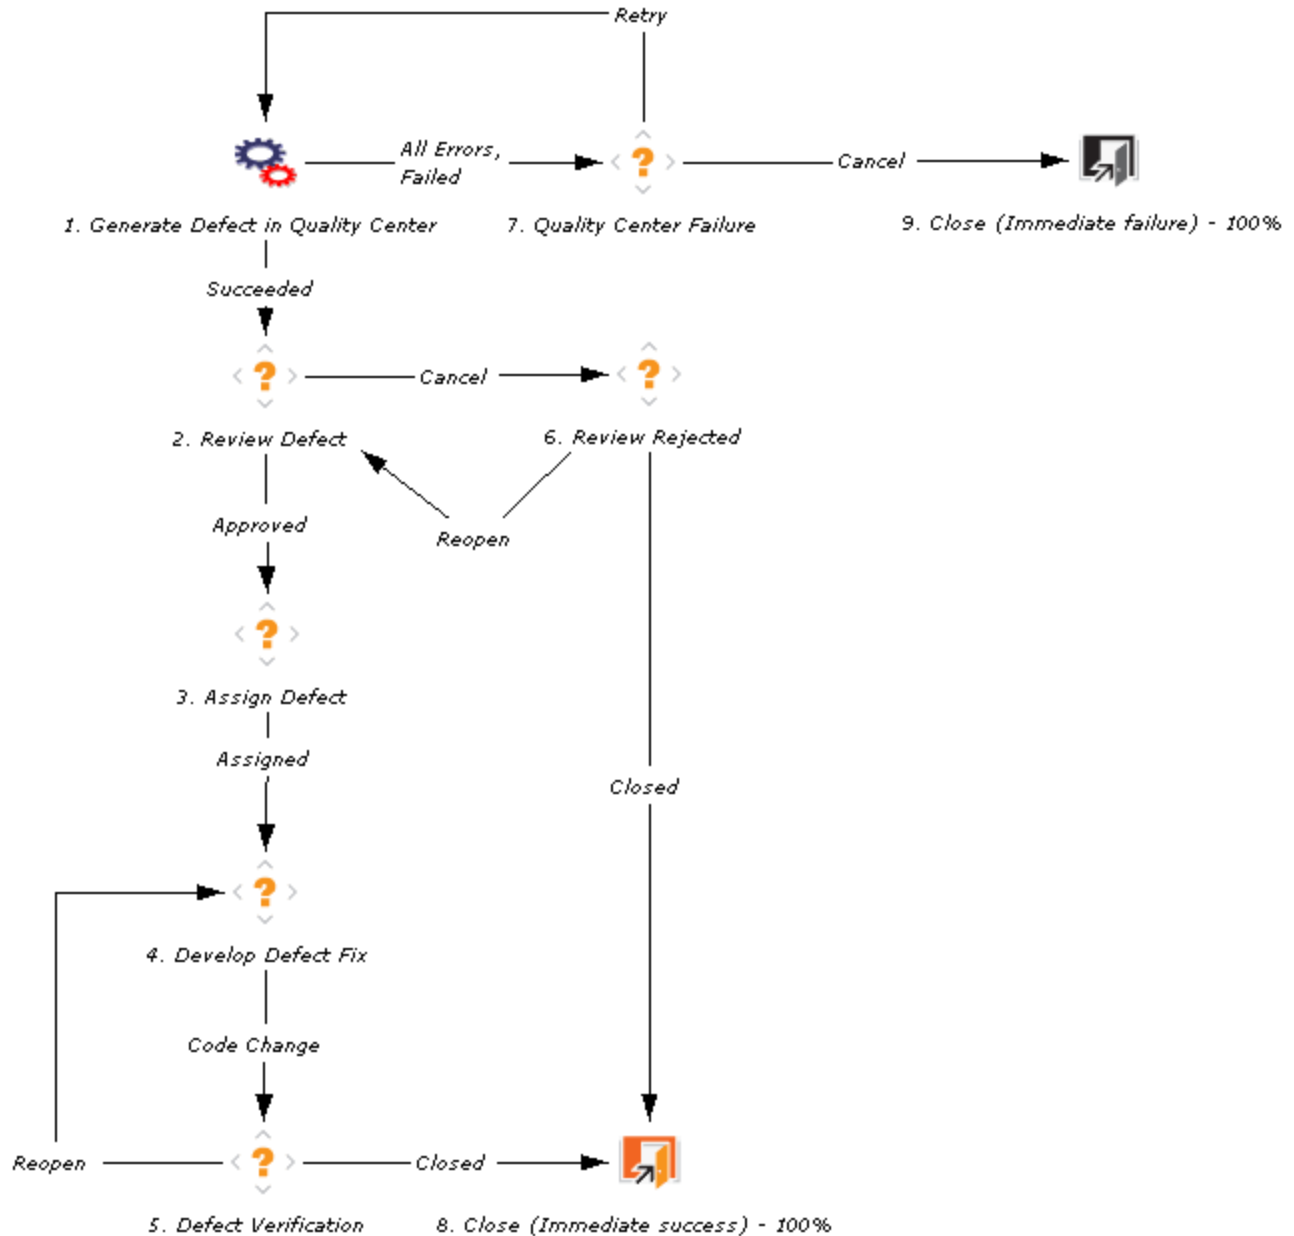 Retry
All Errors,
Failed
Cancel
1. Generate Defect in Quality Center
7. Quality Center Failure
9. Close (Immediate failure) - 100%
Succeeded
Cancel
2. Review Defect
6. Review Rejected
Approved
Reopen
3. Assign Defect
Assigned
Closed
4. Develop Defect Fix
Code Change
Reopen
Closed
5. Defect Verification
8. Close (Immediate success) - 100%